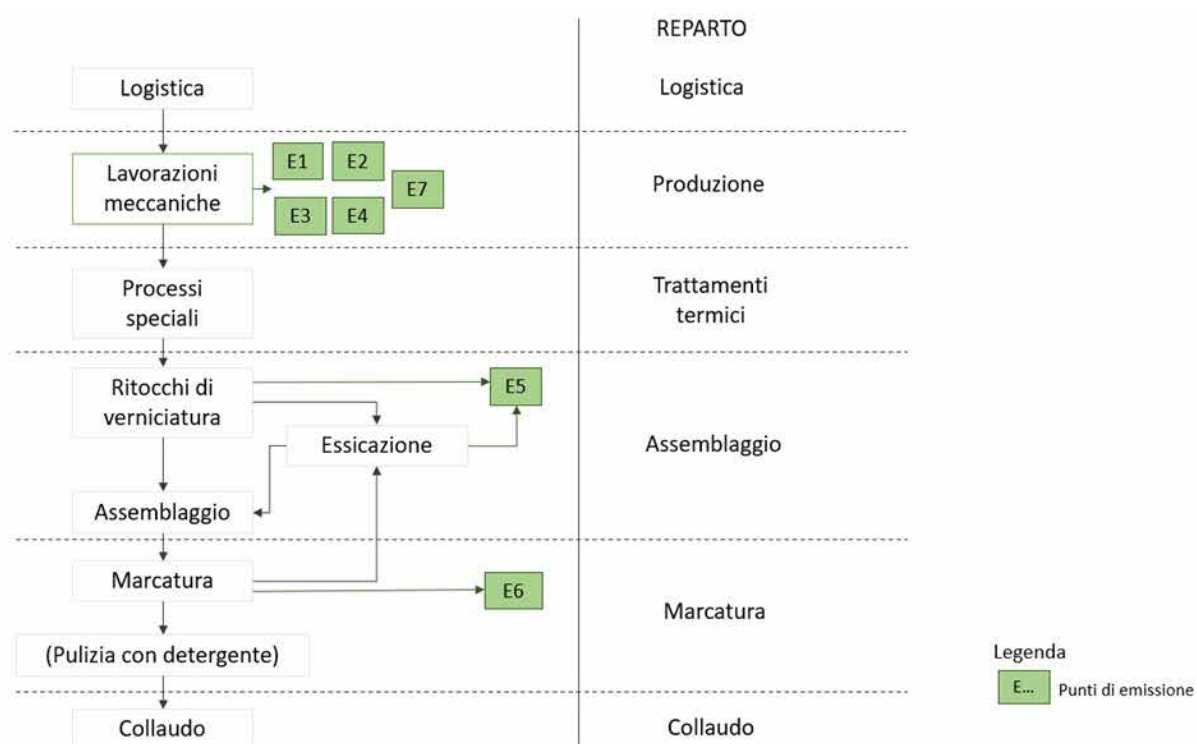 REPARTO
Logistica
Logistica
Lavorazioni
meccaniche
E1
E2
E3
E4
E7
Produzione
Processi
speciali
Trattamenti
termici
Ritocchi di
verniciatura
E5
Essicazione
Assemblaggio
Assemblaggio
Marcatura
E6
Marcatura
(Pulizia con detergente)
Collaudo
Collaudo
Legenda
E...
Punti di emissione